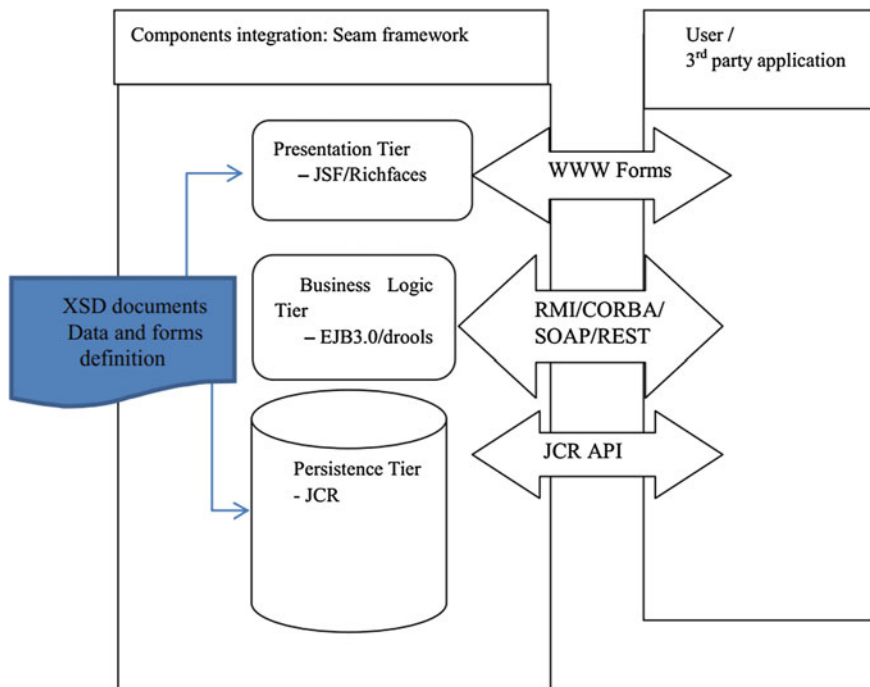 Components integration: Seam framework
User /
3rd party application
Presentation Tier
– JSF/Richfaces
WWW Forms
XSD documents
Data and forms
definition
Business Logic
Tier
– EJB3.0/drools
RMI/CORBA/
SOAP/REST
Persistence Tier
- JCR
JCR API